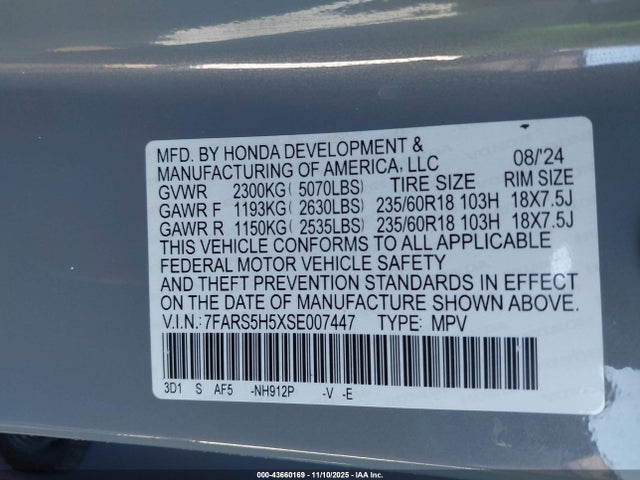 MFD. BY HONDA DEVELOPMENT &
MANUFACTURING OF AMERICA, LLC 08/'24
GVWR 2300KG( 5070LBS) TIRE SIZE RIM SIZE
GAWR F 1193KG( 2630LBS) 235/60R18 103H 18X7.5J
GAWR R 1150KG( 2535LBS) 235/60R18 103H 18X7.5J
THIS VEHICLE CONFORMS TO ALL APPLICABLE
FEDERAL MOTOR VEHICLE SAFETY
AND THEFT PREVENTION STANDARDS IN EFFECT
ON THE DATE OF MANUFACTURE SHOWN ABOVE.
V.I.N.:7FARS5H5XSE007447 TYPE: MPV
3D1 S AF5 -NH912P -V -E
000-43660169 - 11/10/2025 - IAA Inc.